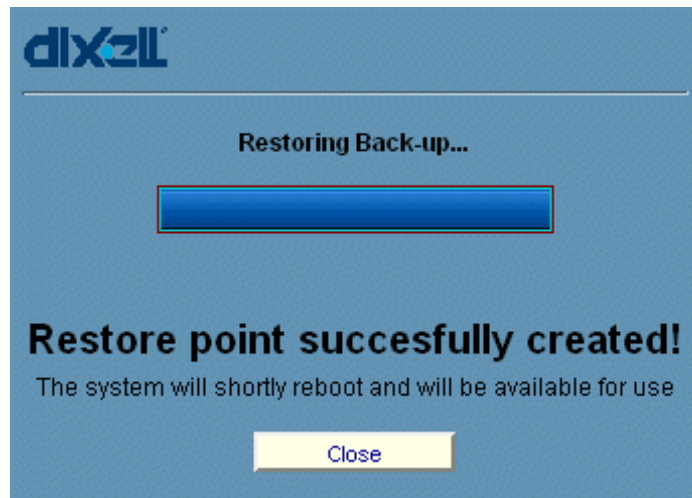 dixell
Restoring Back-up...
Restore point succesfully created!
The system will shortly reboot and will be available for use
Close